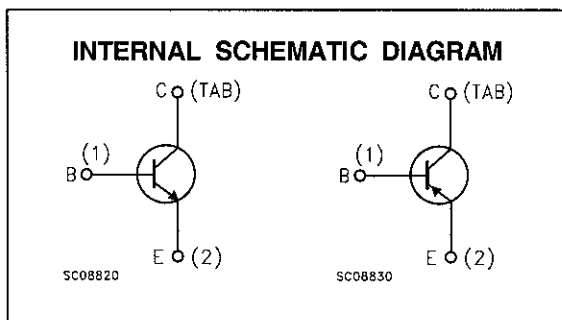 INTERNAL SCHEMATIC DIAGRAM
C (TAB)
(1)
B
E (2)
SC08820
C (TAB)
(1)
B
E (2)
SC08830